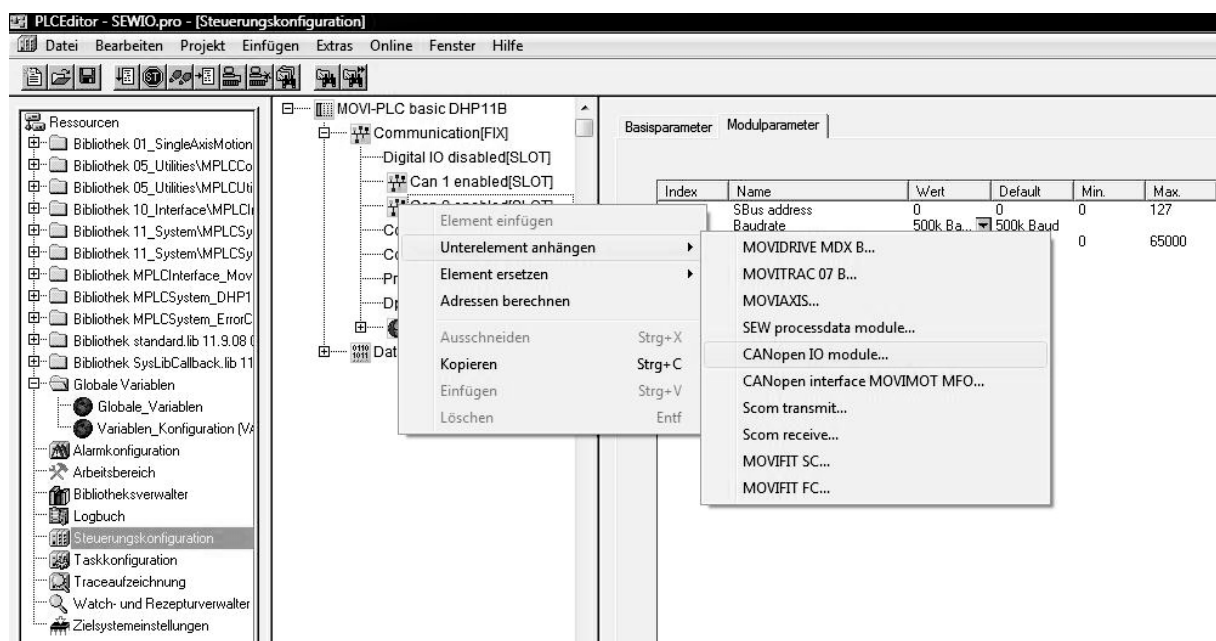 PLCEditor - SEWIO.pro - [Steuerungskonfiguration]
Datei Bearbeiten Projekt Einfügen Extras Online Fenster Hilfe
Ressourcen
Bibliothek 01_SingleAxisMotion
Bibliothek 05_Utilities\MPLCCo
Bibliothek 05_Utilities\MPLCUti
Bibliothek 10_Interface\MPLCI
Bibliothek 11_System\MPLCSy
Bibliothek 11_System\MPLCSy
Bibliothek MPLCInterface_Mov
Bibliothek MPLCSystem_DHP1
Bibliothek MPLCSystem_ErrorC
Bibliothek standard.lib 11.9.08
Bibliothek SysLibCallback.lib 11
Globale Variablen
Globale_Variablen
Variablen_Konfiguration
Alarmkonfiguration
Arbeitsbereich
Bibliotheksverwalter
Logbuch
Steuerungskonfiguration
Taskkonfiguration
Traceaufzeichnung
Watch- und Rezepturverwalter
Zielsystemeinstellungen
MOVI-PLC basic DHP11B
Communication[FIX]
Digital IO disabled[SLOT]
Can 1 enabled[SLOT]
Dat
Element einfügen
Unterelement anhängen
Element ersetzen
Adressen berechnen
Ausschneiden Strg+X
Kopieren Strg+C
Einfügen Strg+V
Löschen Entf
MOVIDRIVE MDX B...
MOVITRAC 07 B...
MOVIAXIS...
SEW processdata module...
CANopen IO module...
CANopen interface MOVIMOT MFO...
Scom transmit...
Scom receive...
MOVIFIT SC...
MOVIFIT FC...
Basisparameter Modulparameter
Index Name Wert Default Min. Max.
SBus address 0 0 0 127
Baudrate 500k Ba... 500k Baud
0 65000